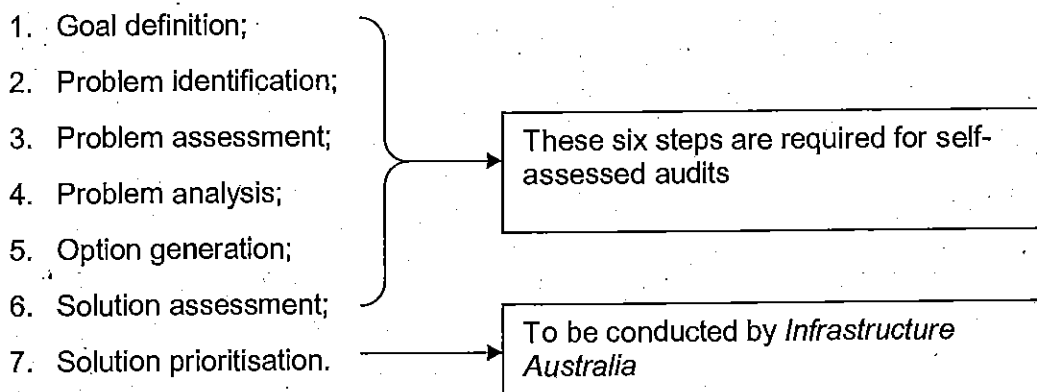 1. Goal definition;
2. Problem identification;
3. Problem assessment;
4. Problem analysis;
5. Option generation;
6. Solution assessment;
7. Solution prioritisation.
These six steps are required for self-
assessed audits
To be conducted by Infrastructure
Australia